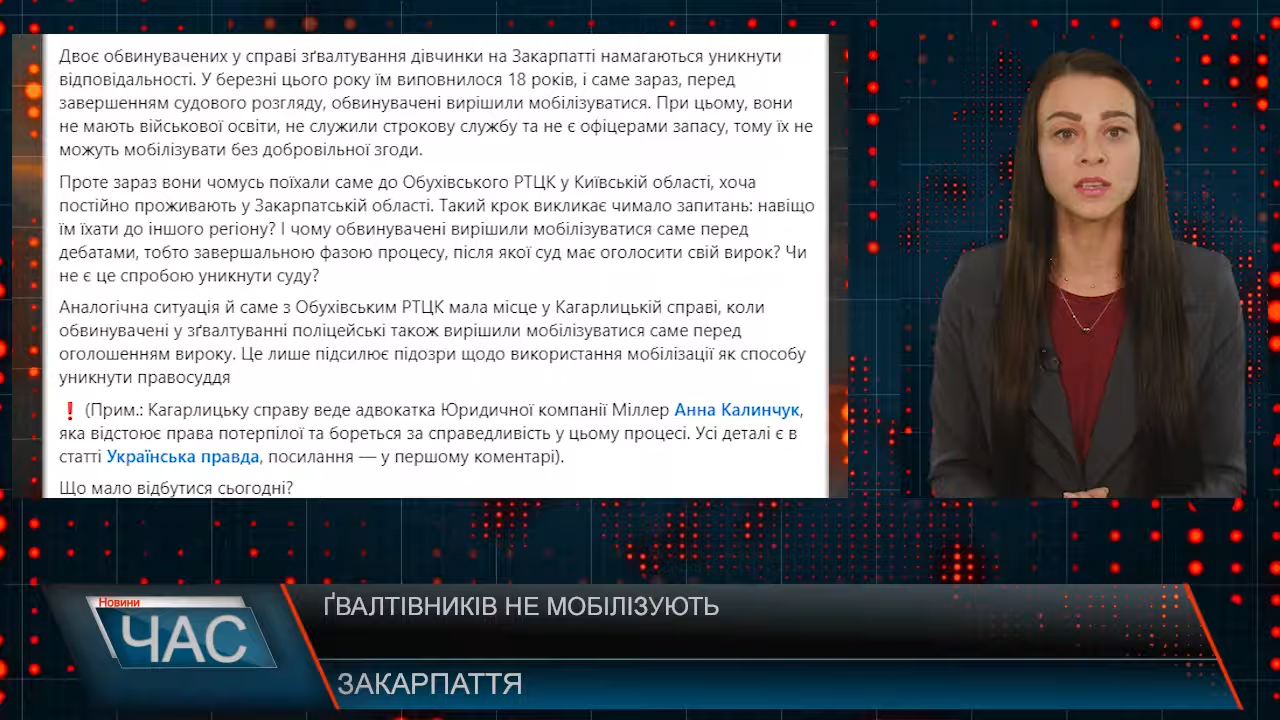 Двоє обвинувачених у справі зґвалтування дівчинки на Закарпатті намагаються уникнути
відповідальності. У березні цього року їм виповнилося 18 років, і саме зараз, перед
завершенням судового розгляду, обвинувачені вирішили мобілізуватися. При цьому, вони
не мають військової освіти, не служили строкову службу та не є офіцерами запасу, тому їх не
можуть мобілізувати без добровільної згоди.
Проте зараз вони чомусь поїхали саме до Обухівського РТЦК у Київській області, хоча
постійно проживають у Закарпатській області. Такий крок викликає чимало запитань: навіщо
їм їхати до іншого регіону? І чому обвинувачені вирішили мобілізуватися саме перед
дебатами, тобто завершальною фазою процесу, після якої суд має оголосити свій вирок? Чи
не є це спробою уникнути суду?
Аналогічна ситуація й саме з Обухівським РТЦК мала місце у Кагарлицькій справі, коли
обвинувачені у зґвалтуванні поліцейські також вирішили мобілізуватися саме перед
оголошенням вироку. Це лише підсилює підозри щодо використання мобілізації як способу
уникнути правосуддя
❗ (Прим.: Кагарлицьку справу веде адвокатка Юридичної компанії Міллер Анна Калинчук,
яка відстоює права потерпілої та бореться за справедливість у цьому процесі. Усі деталі є в
статті Українська правда, посилання — у першому коментарі).
Що мало відбутися сьогодні?
Новини
ЧАС
ҐВАЛТІВНИКІВ НЕ МОБІЛІЗУЮТЬ
ЗАКАРПАТТЯ